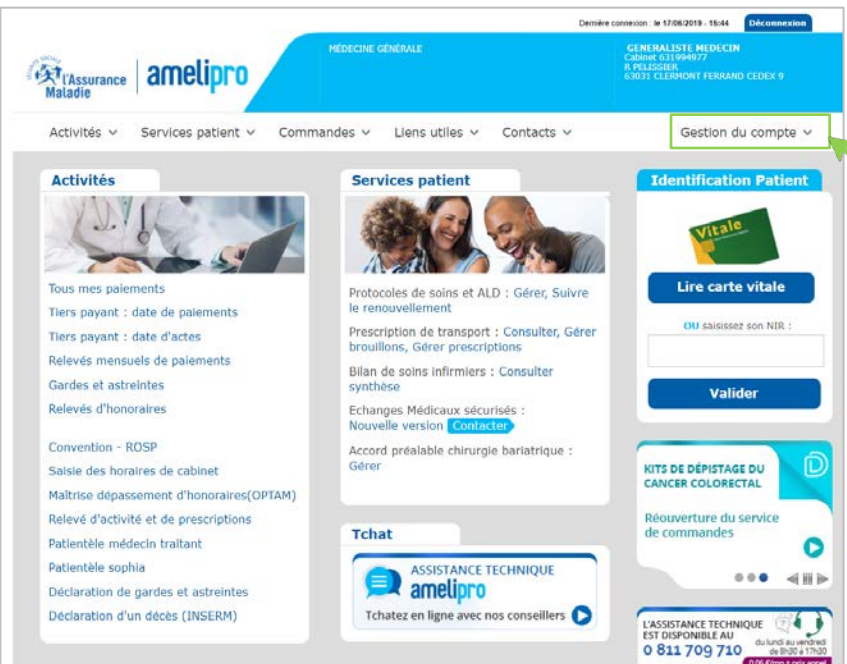 Dernière connexion : le 17/06/2019 - 15:44 Déconnexion
MÉDECINE GÉNÉRALE
GENERALISTE MEDECIN
Cabinet 631994977
R PELISSIER
63031 CLERMONT FERRAND CEDEX 9
SÉCURITÉ SOCIALE
l'Assurance
Maladie
amelipro
Activités
Services patient
Commandes
Liens utiles
Contacts
Gestion du compte
Activités
Tous mes paiements
Tiers payant : date de paiements
Tiers payant : date d'actes
Relevés mensuels de paiements
Gardes et astreintes
Relevés d'honoraires
Convention - ROSP
Saisie des horaires de cabinet
Maîtrise dépassement d'honoraires(OPTAM)
Relevé d'activité et de prescriptions
Patientèle médecin traitant
Patientèle sophia
Déclaration de gardes et astreintes
Déclaration d'un décès (INSERM)
Services patient
Protocoles de soins et ALD : Gérer, Suivre
le renouvellement
Prescription de transport : Consulter, Gérer
brouillons, Gérer prescriptions
Bilan de soins infirmiers : Consulter
synthèse
Echanges Médicaux sécurisés :
Nouvelle version Contacter
Accord préalable chirurgie bariatrique :
Gérer
Tchat
ASSISTANCE TECHNIQUE
amelipro
Tchatez en ligne avec nos conseillers
Identification Patient
Vitale
Lire carte vitale
OU saisissez son NIR :
Valider
KITS DE DÉPISTAGE DU
CANCER COLORECTAL
Réouverture du service
de commandes
L'ASSISTANCE TECHNIQUE
EST DISPONIBLE AU
0 811 709 710
du lundi au vendredi
de 8h30 à 17h30
0,06 €/mn + prix appel